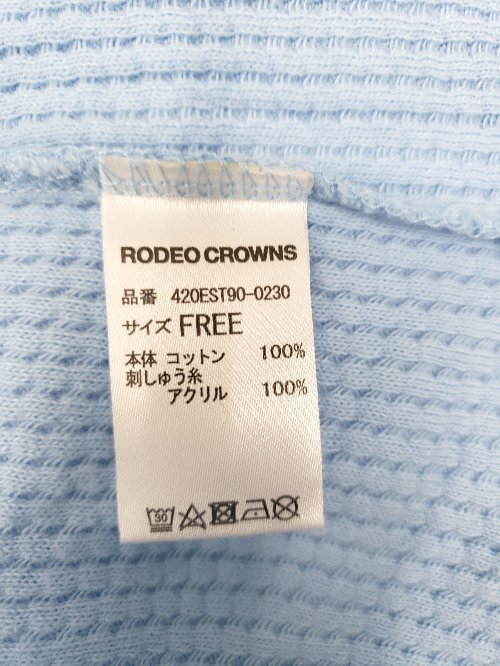 RODEO CROWNS
品番 420EST90-0230
サイズ FREE
本体 コットン 100%
刺しゅう糸
アクリル 100%
30